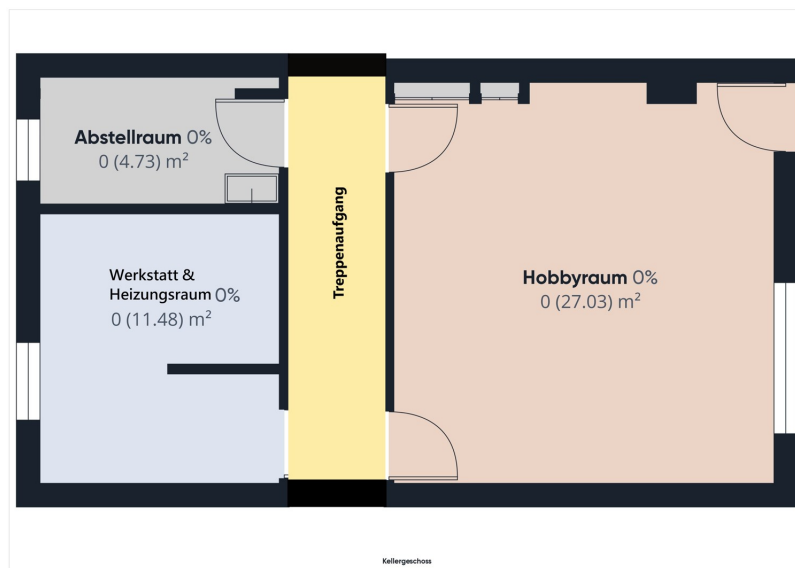 Abstellraum 0%
0 (4.73) m²
Treppenaufgang
Werkstatt &
Heizungsraum 0%
0 (11.48) m²
Hobbyraum 0%
0 (27.03) m²
Kellergeschoss